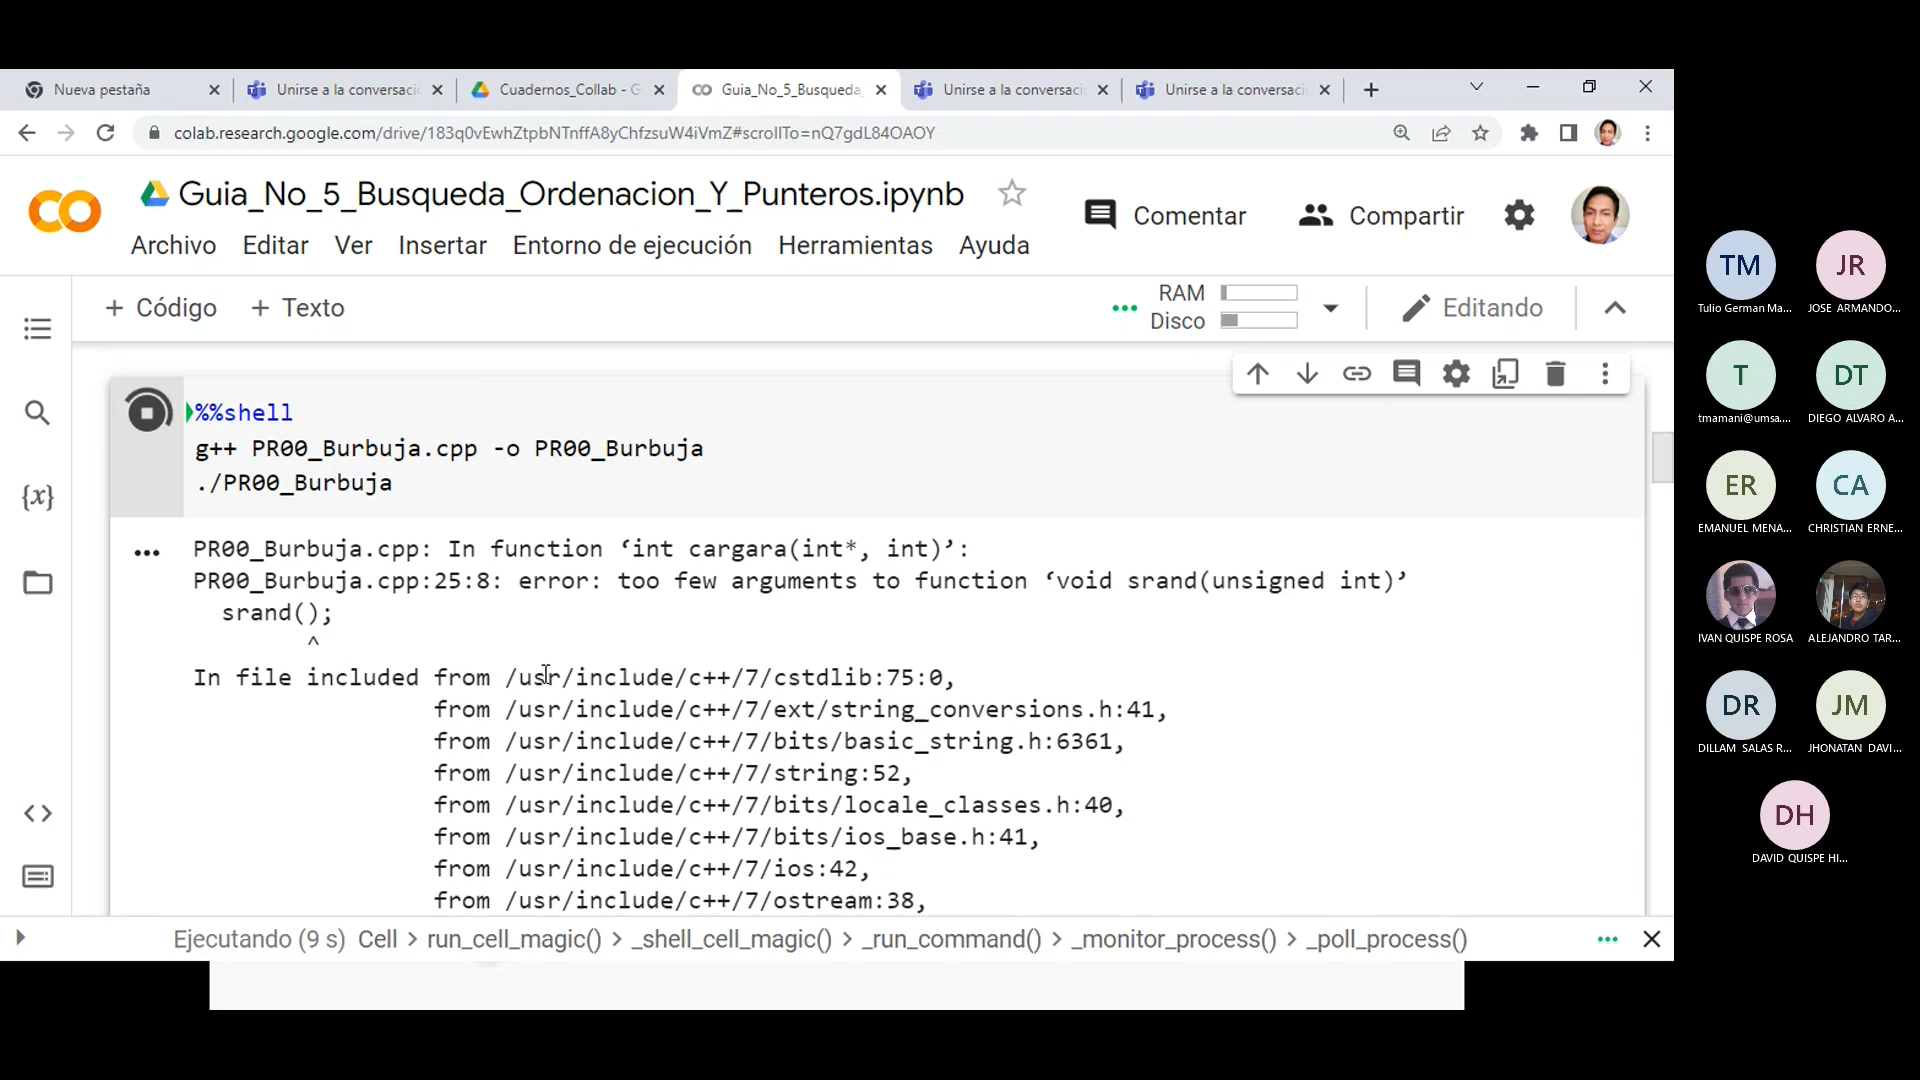 Nueva pestaña
Unirse a la conversaci
Cuadernos_Collab - G
Guia_No_5_Busqueda_
Unirse a la conversaci
Unirse a la conversaci
colab.research.google.com/drive/183q0vEwhZtpbNTnffA8yChfzsuW4iVmZ#scrollTo=nQ7gdL84OAOY
Guia_No_5_Busqueda_Ordenacion_Y_Punteros.ipynb
Comentar
Compartir
Archivo Editar Ver Insertar Entorno de ejecución Herramientas Ayuda
+ Código + Texto
RAM
Disco
Editando
%%shell
g++ PR00_Burbuja.cpp -o PR00_Burbuja
./PR00_Burbuja
PR00_Burbuja.cpp: In function ‘int cargara(int*, int)’:
PR00_Burbuja.cpp:25:8: error: too few arguments to function ‘void srand(unsigned int)’
srand();
^
In file included from /usr/include/c++/7/cstdlib:75:0,
from /usr/include/c++/7/ext/string_conversions.h:41,
from /usr/include/c++/7/bits/basic_string.h:6361,
from /usr/include/c++/7/string:52,
from /usr/include/c++/7/bits/locale_classes.h:40,
from /usr/include/c++/7/bits/ios_base.h:41,
from /usr/include/c++/7/ios:42,
from /usr/include/c++/7/ostream:38,
{x}
Ejecutando (9 s) Cell > run_cell_magic() > _shell_cell_magic() > _run_command() > _monitor_process() > _poll_process()
TM
Tulio German Ma...
JR
JOSE ARMANDO...
T
tmamani@umsa....
DT
DIEGO ALVARO A...
ER
EMANUEL MENA...
CA
CHRISTIAN ERNE...
IVAN QUISPE ROSA
ALEJANDRO TAR...
DR
DILLAM SALAS R...
JM
JHONATAN DAVI...
DH
DAVID QUISPE HI...